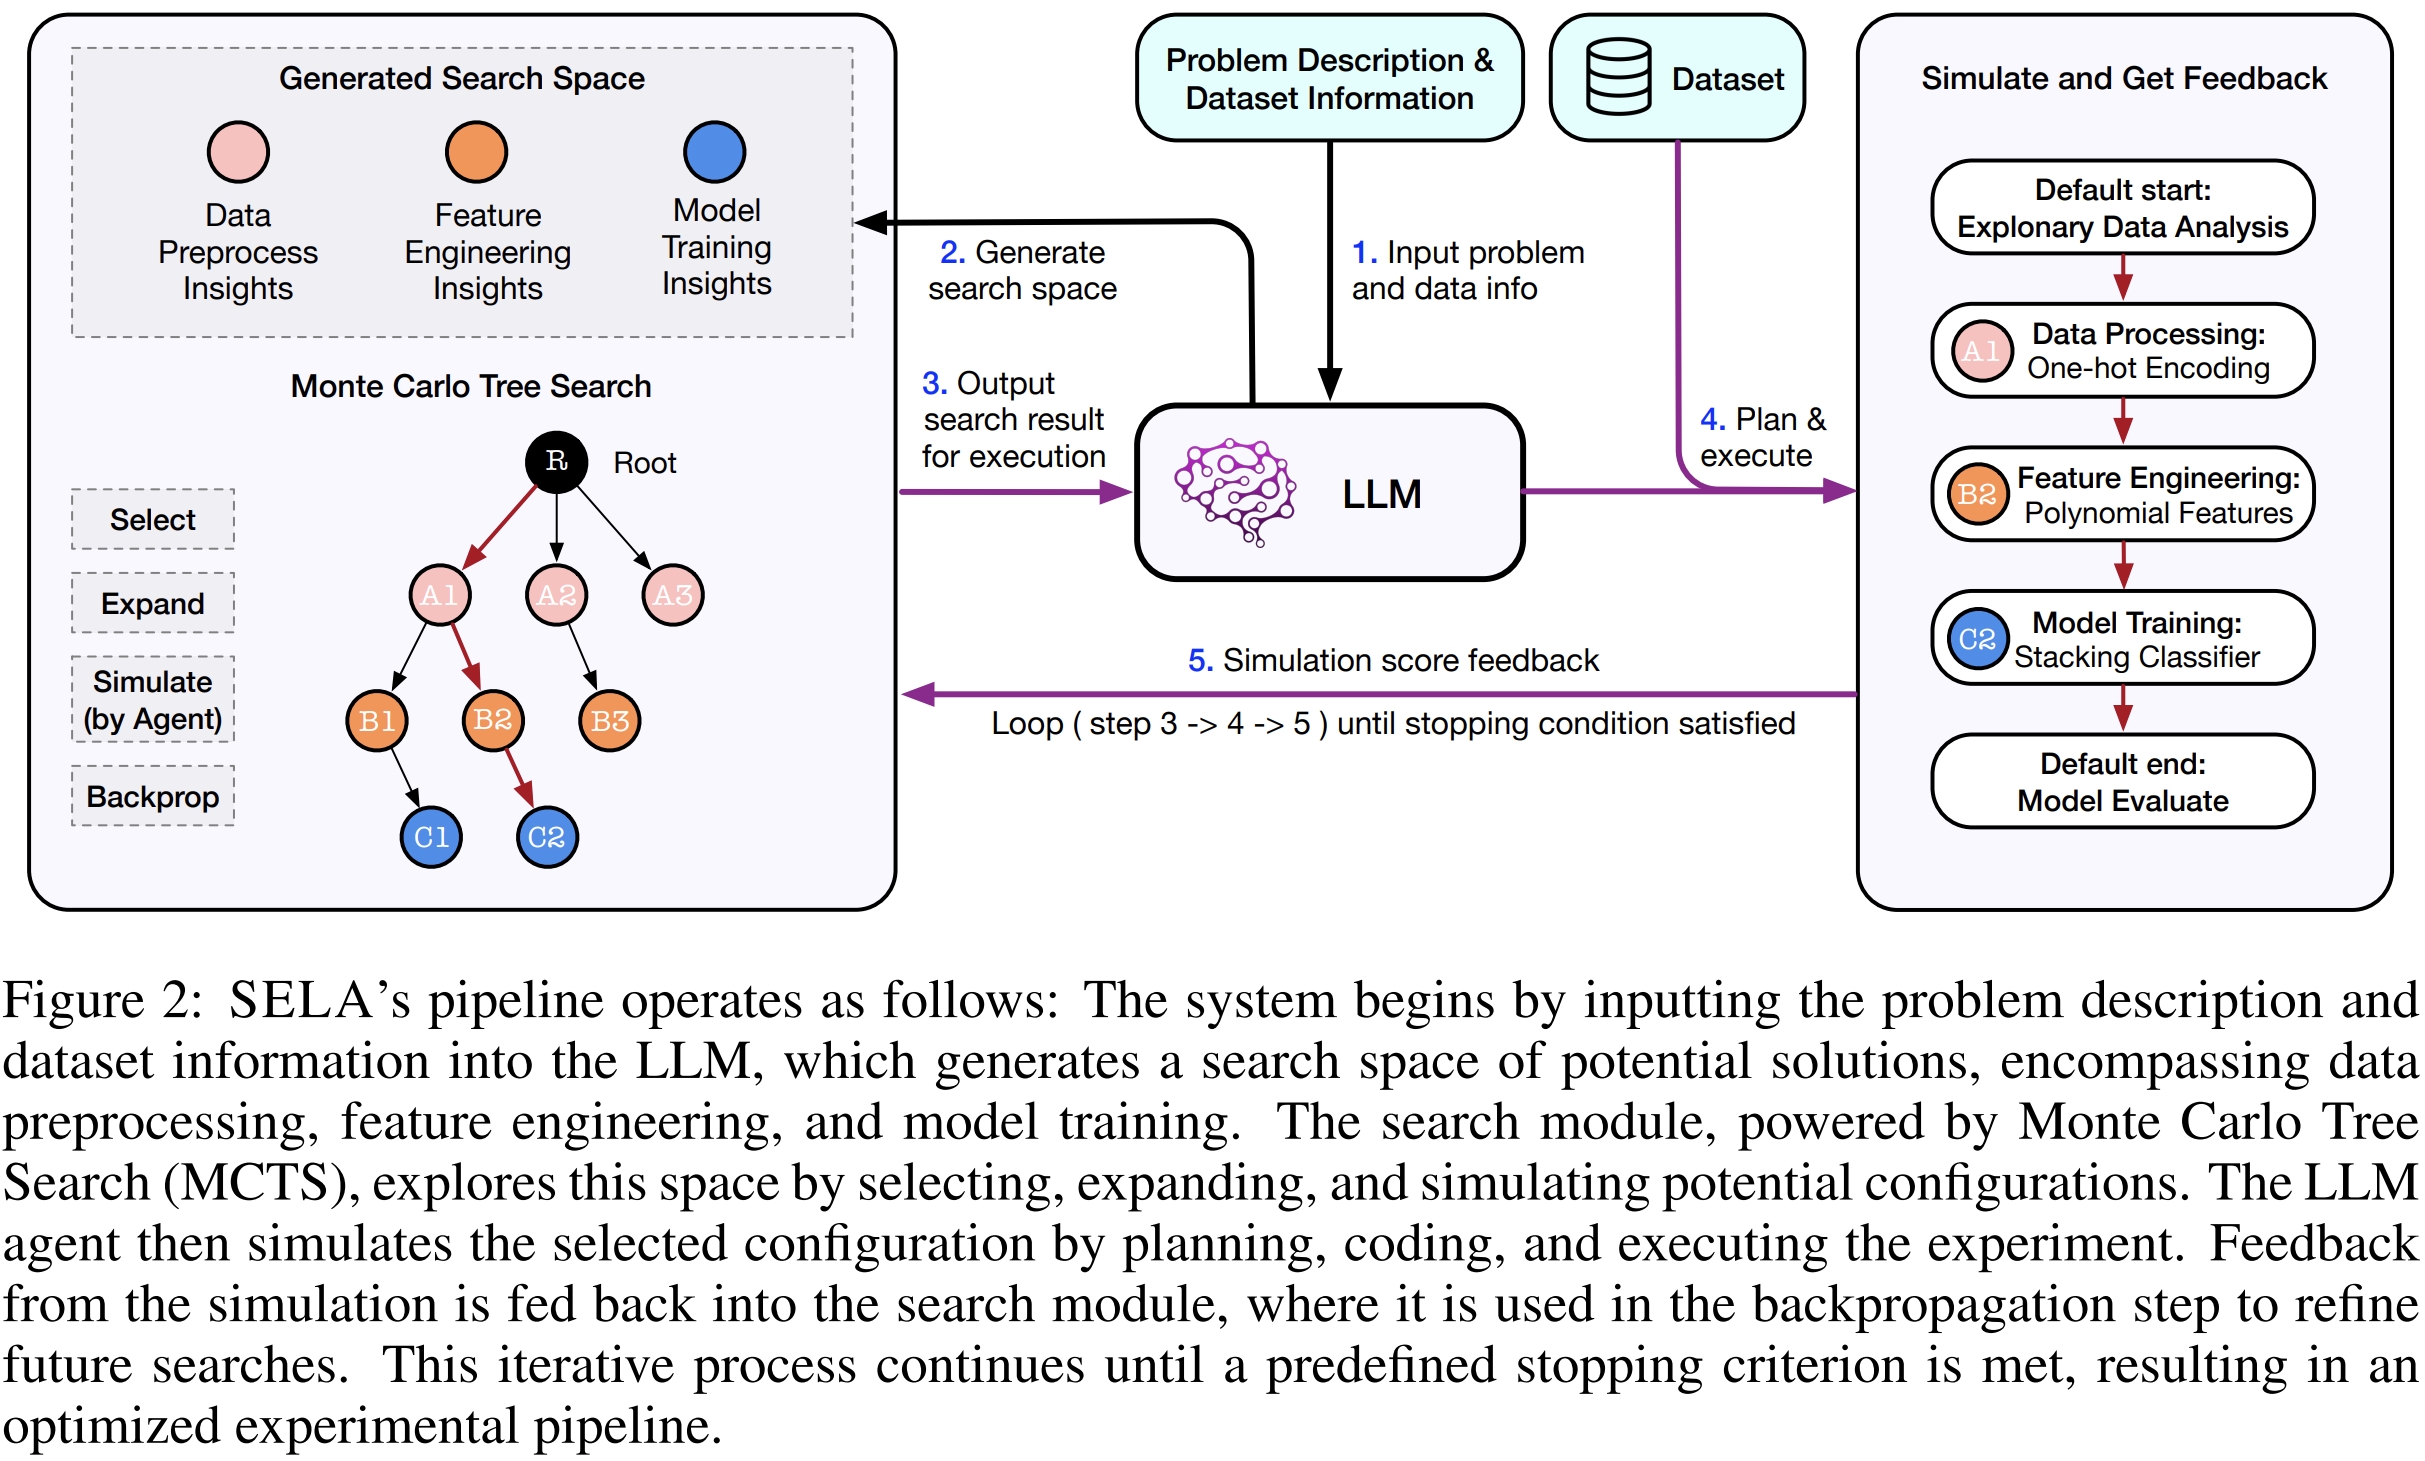 Generated Search Space
Data
Preprocess
Insights
Feature
Engineering
Insights
Model
Training
Insights
Monte Carlo Tree Search
Select
Expand
Simulate
(by Agent)
Backprop
R
Root
A1
A2
A3
B1
B2
B3
C1
C2
Problem Description &
Dataset Information
Dataset
1. Input problem
and data info
2. Generate
search space
3. Output
search result
for execution
LLM
4. Plan &
execute
5. Simulation score feedback
Loop ( step 3 -> 4 -> 5 ) until stopping condition satisfied
Simulate and Get Feedback
Default start:
Explonary Data Analysis
A1
Data Processing:
One-hot Encoding
B2
Feature Engineering:
Polynomial Features
C2
Model Training:
Stacking Classifier
Default end:
Model Evaluate
Figure 2: SELA's pipeline operates as follows: The system begins by inputting the problem description and
dataset information into the LLM, which generates a search space of potential solutions, encompassing data
preprocessing, feature engineering, and model training. The search module, powered by Monte Carlo Tree
Search (MCTS), explores this space by selecting, expanding, and simulating potential configurations. The LLM
agent then simulates the selected configuration by planning, coding, and executing the experiment. Feedback
from the simulation is fed back into the search module, where it is used in the backpropagation step to refine
future searches. This iterative process continues until a predefined stopping criterion is met, resulting in an
optimized experimental pipeline.